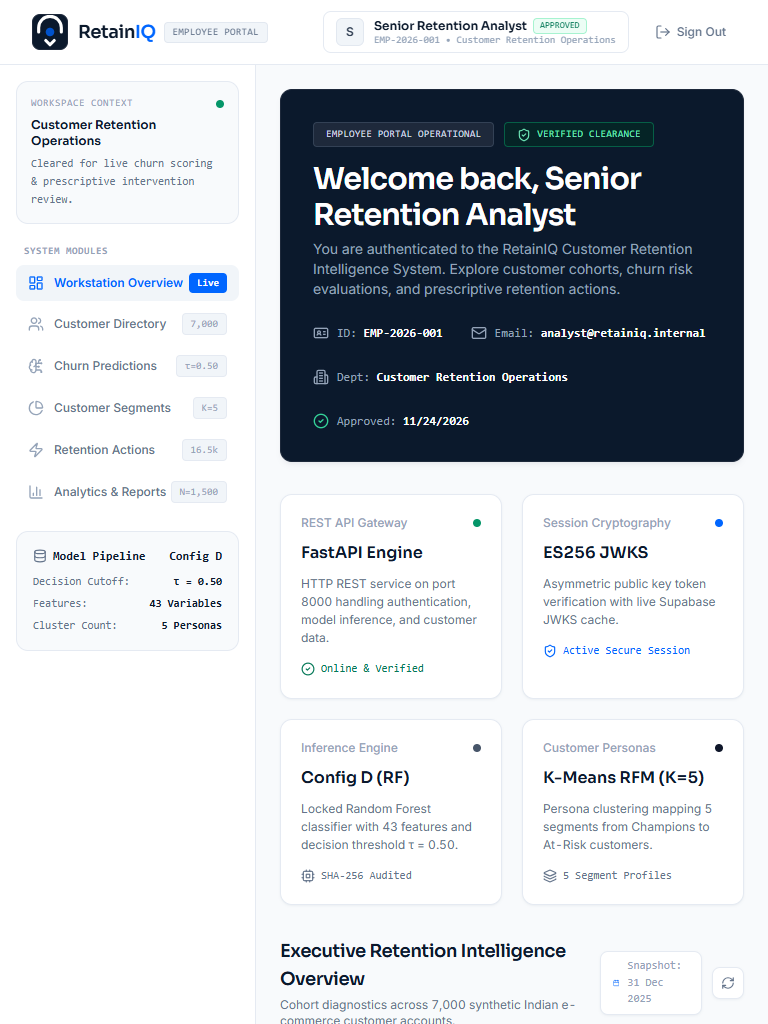 RetainIQ EMPLOYEE PORTAL
S
Senior Retention Analyst APPROVED
EMP-2026-001 • Customer Retention Operations
Sign Out
WORKSPACE CONTEXT
Customer Retention
Operations
Cleared for live churn scoring
& prescriptive intervention
review.
SYSTEM MODULES
Workstation Overview Live
Customer Directory 7,000
Churn Predictions τ=0.50
Customer Segments K=5
Retention Actions 16.5k
Analytics & Reports N=1,500
Model Pipeline Config D
Decision Cutoff: τ = 0.50
Features: 43 Variables
Cluster Count: 5 Personas
EMPLOYEE PORTAL OPERATIONAL
VERIFIED CLEARANCE
Welcome back, Senior
Retention Analyst
You are authenticated to the RetainIQ Customer Retention
Intelligence System. Explore customer cohorts, churn risk
evaluations, and prescriptive retention actions.
ID: EMP-2026-001
Email: analyst@retainiq.internal
Dept: Customer Retention Operations
Approved: 11/24/2026
REST API Gateway
FastAPI Engine
HTTP REST service on port
8000 handling authentication,
model inference, and customer
data.
Online & Verified
Session Cryptography
ES256 JWKS
Asymmetric public key token
verification with live Supabase
JWKS cache.
Active Secure Session
Inference Engine
Config D (RF)
Locked Random Forest
classifier with 43 features and
decision threshold τ = 0.50.
SHA-256 Audited
Customer Personas
K-Means RFM (K=5)
Persona clustering mapping 5
segments from Champions to
At-Risk customers.
5 Segment Profiles
Executive Retention Intelligence
Overview
Cohort diagnostics across 7,000 synthetic Indian e-
commerce customer accounts.
Snapshot:
31 Dec
2025